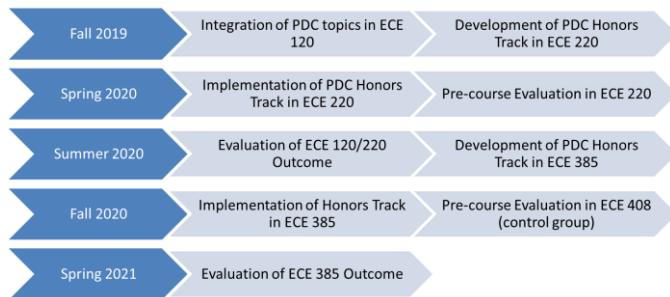 Fall 2019
Integration of PDC topics in ECE
120
Development of PDC Honors
Track in ECE 220
Spring 2020
Implementation of PDC Honors
Track in ECE 220
Pre-course Evaluation in ECE 220
Summer 2020
Evaluation of ECE 120/220
Outcome
Development of PDC Honors
Track in ECE 385
Fall 2020
Implementation of Honors Track
in ECE 385
Pre-course Evaluation in ECE 408
(control group)
Spring 2021
Evaluation of ECE 385 Outcome